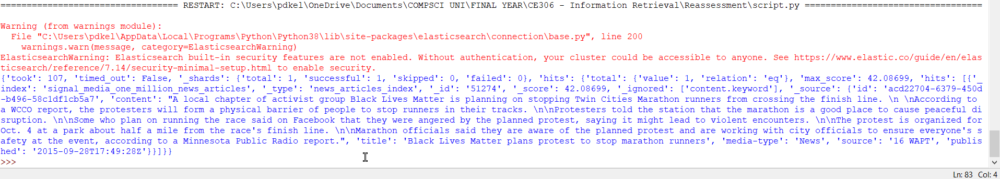 ================================== RESTART: C:\Users\pdkel\OneDrive\Documents\COMPSCI UNI\FINAL YEAR\CE306 - Information Retrieval\Reassessment\script.py ==================================
Warning (from warnings module):
  File "C:\Users\pdkel\AppData\Local\Programs\Python\Python38\lib\site-packages\elasticsearch\connection\base.py", line 200
    warnings.warn(message, category=ElasticsearchWarning)
ElasticsearchWarning: Elasticsearch built-in security features are not enabled. Without authentication, your cluster could be accessible to anyone. See https://www.elastic.co/guide/en/elas
ticsearch/reference/7.14/security-minimal-setup.html to enable security.
{'took': 107, 'timed_out': False, '_shards': {'total': 1, 'successful': 1, 'skipped': 0, 'failed': 0}, 'hits': {'total': {'value': 1, 'relation': 'eq'}, 'max_score': 42.08699, 'hits': [{'_
index': 'signal_media_one_million_news_articles', '_type': 'news_articles_index', '_id': '51274', '_score': 42.08699, '_ignored': ['content.keyword'], '_source': {'id': 'acd22704-6379-450d
-b496-58c1df1cb5a7', 'content': "A local chapter of activist group Black Lives Matter is planning on stopping Twin Cities Marathon runners from crossing the finish line. \n \nAccording to
a WCCO report, the protesters will form a physical barrier of people to stop runners in their tracks. \n\nProtesters told the station that the marathon is a good place to cause peaceful di
sruption. \n\nSome who plan on running the race said on Facebook that they were angered by the planned protest, saying it might lead to violent encounters. \n\nThe protest is organized for
Oct. 4 at a park about half a mile from the race's finish line. \n\nMarathon officials said they are aware of the planned protest and are working with city officials to ensure everyone's s
afety at the event, according to a Minnesota Public Radio report.", 'title': 'Black Lives Matter plans protest to stop marathon runners', 'media-type': 'News', 'source': '16 WAPT', 'publis
hed': '2015-09-28T17:49:28Z'}}]}}
>>>
Ln: 83 Col: 4